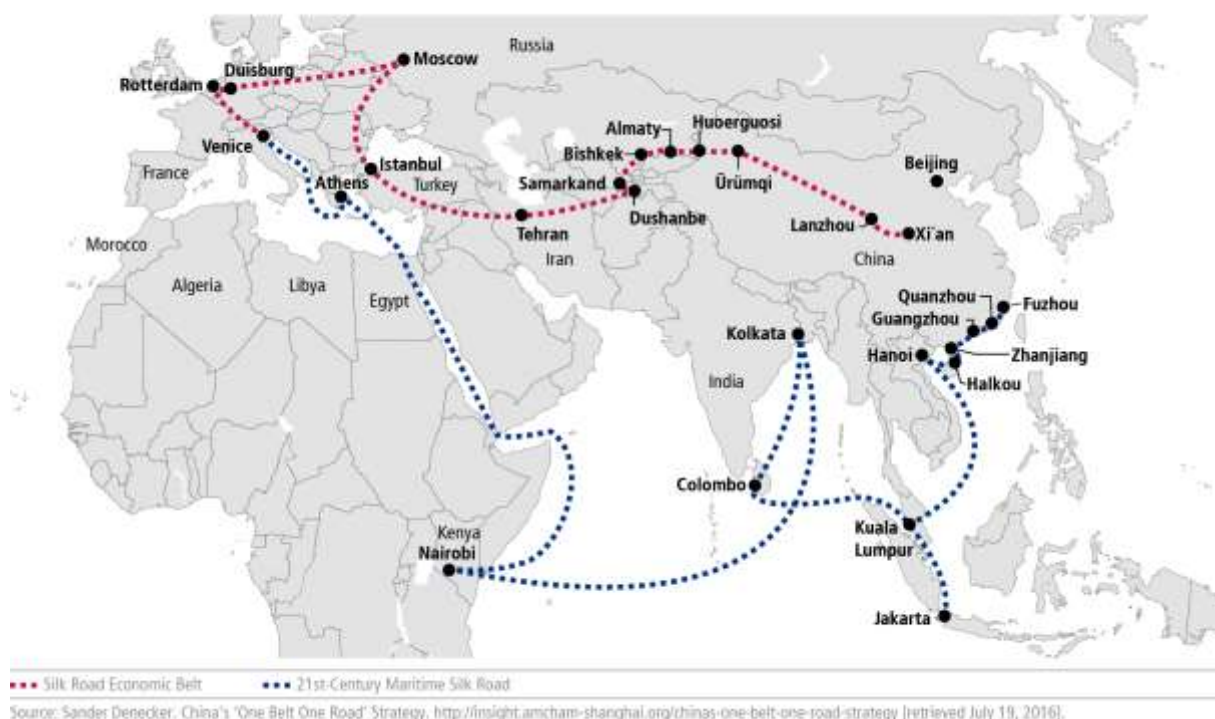 Russia
Moscow
Duisburg
Rotterdam
Almaty
Huoerguosi
Venice
Bishkek
Beijing
France
Istanbul
Athens
Turkey
Samarkand
Ürümqi
Dushanbe
Lanzhou
Tehran
Xi'an
Morocco
Iran
China
Algeria
Libya
Egypt
Quanzhou
Fuzhou
Guangzhou
Kolkata
Hanoi
Zhanjiang
India
Halkou
Colombo
Kenya
Nairobi
Kuala
Lumpur
Jakarta
Silk Road Economic Belt 21st-Century Maritime Silk Road
Source: Sander Denecker. China's 'One Belt One Road' Strategy. http://insight.amcham-shanghai.org/chinas-one-belt-one-road-strategy [retrieved July 19, 2016].